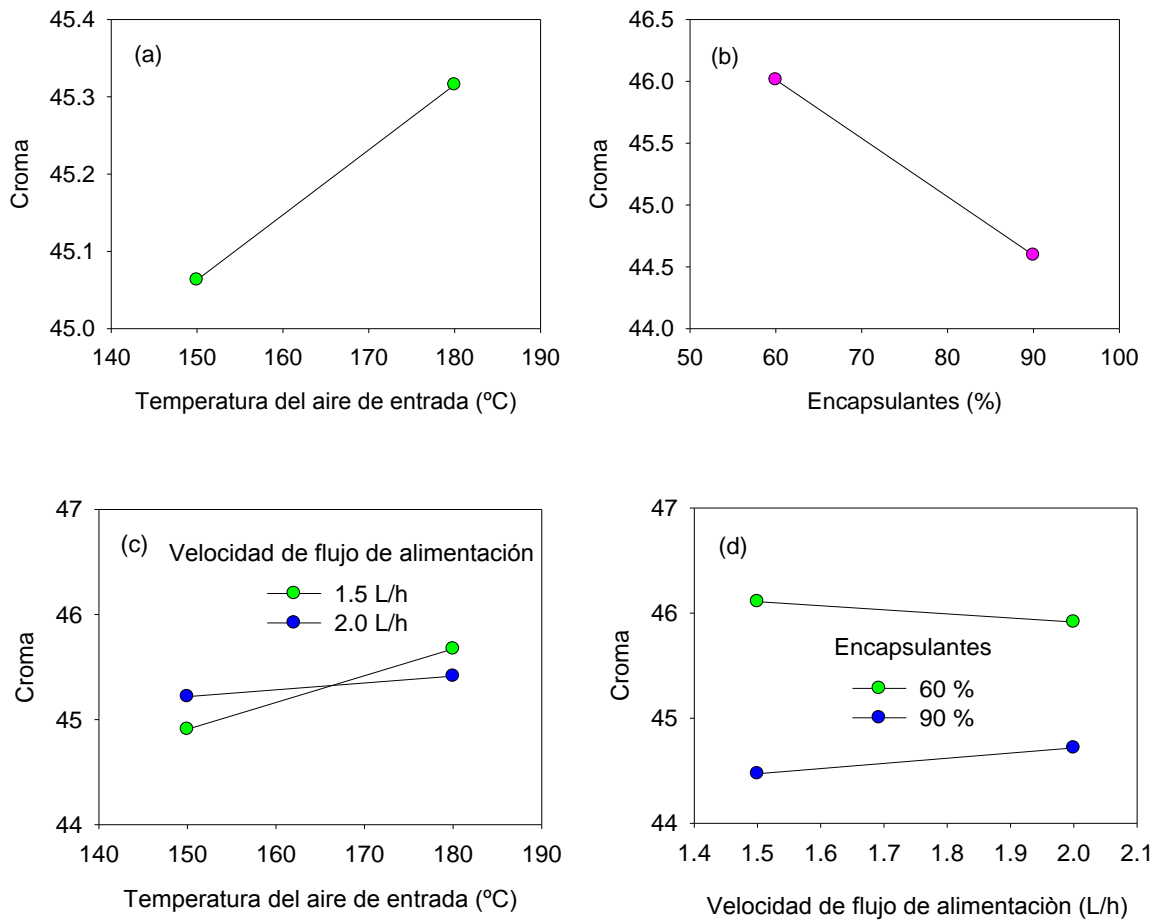 45.4
45.3
45.2
45.1
45.0
(a)
Croma
140 150 160 170 180 190
Temperatura del aire de entrada (ºC)
46.5
46.0
45.5
45.0
44.5
44.0
(b)
Croma
50 60 70 80 90 100
Encapsulantes (%)
47
46
45
44
(c)
Velocidad de flujo de alimentación
1.5 L/h
2.0 L/h
Croma
140 150 160 170 180 190
Temperatura del aire de entrada (ºC)
47
46
45
44
(d)
Encapsulantes
60 %
90 %
Croma
1.4 1.5 1.6 1.7 1.8 1.9 2.0 2.1
Velocidad de flujo de alimentaciòn (L/h)